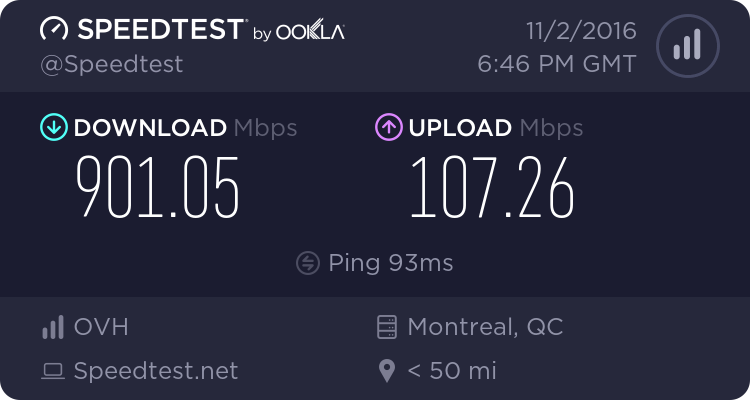 SPEEDTEST by OOKLA
@Speedtest
11/2/2016
6:46 PM GMT
DOWNLOAD Mbps
901.05
UPLOAD Mbps
107.26
Ping 93ms
OVH
Montreal, QC
Speedtest.net
< 50 mi